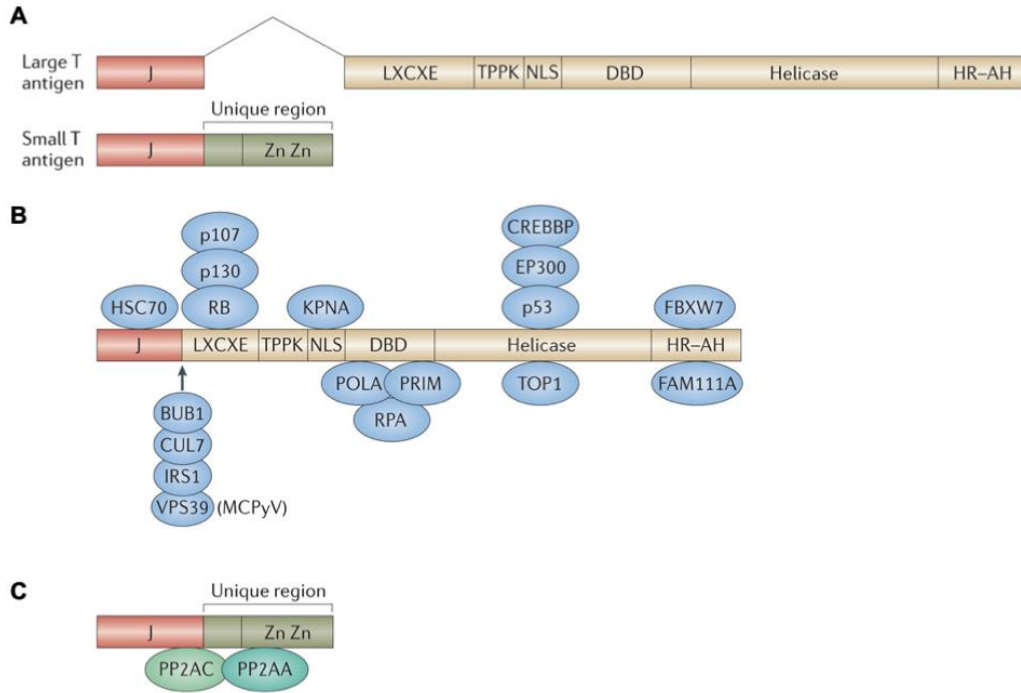 A
Large T
antigen
J
LXCXE
TPPK
NLS
DBD
Helicase
HR–AH
Unique region
Small T
antigen
J
Zn Zn
B
p107
p130
RB
HSC70
KPNA
CREBBP
EP300
p53
FBXW7
J
LXCXE
TPPK
NLS
DBD
Helicase
HR–AH
POLA
PRIM
RPA
TOP1
FAM111A
BUB1
CUL7
IRS1
VPS39 (MCPyV)
C
Unique region
J
Zn Zn
PP2AC
PP2AA